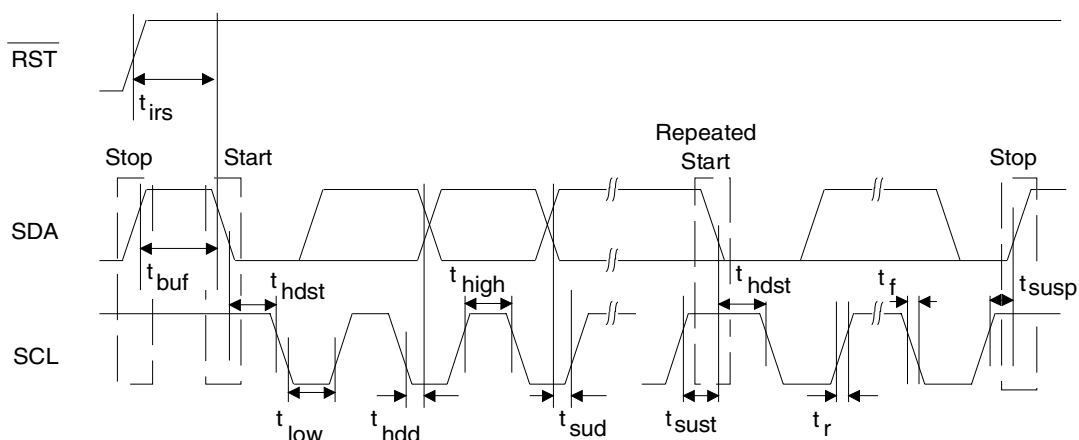 RST
t irs
Repeated
Stop Start Start Stop
SDA
t buf t hdst t high t hdst t f t susp
SCL
t low t hdd t sud t sust t r